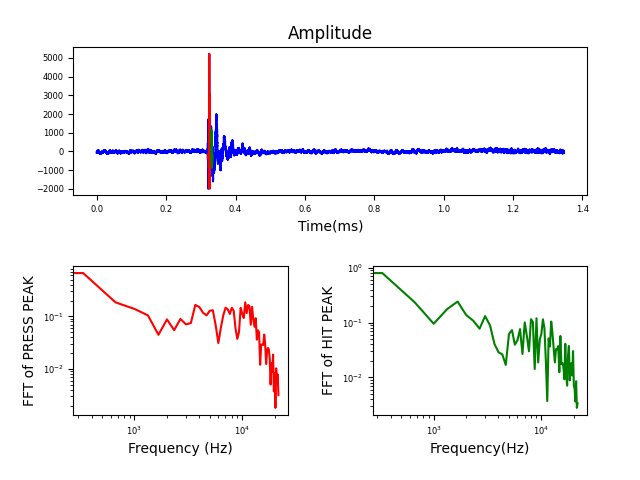 Amplitude
5000
4000
3000
2000
1000
0
−1000
−2000
0.0 0.2 0.4 0.6 0.8 1.0 1.2 1.4
Time(ms)
FFT of PRESS PEAK
10⁻¹
10⁻²
10³ 10⁴
Frequency (Hz)
FFT of HIT PEAK
10⁰
10⁻¹
10⁻²
10³ 10⁴
Frequency(Hz)